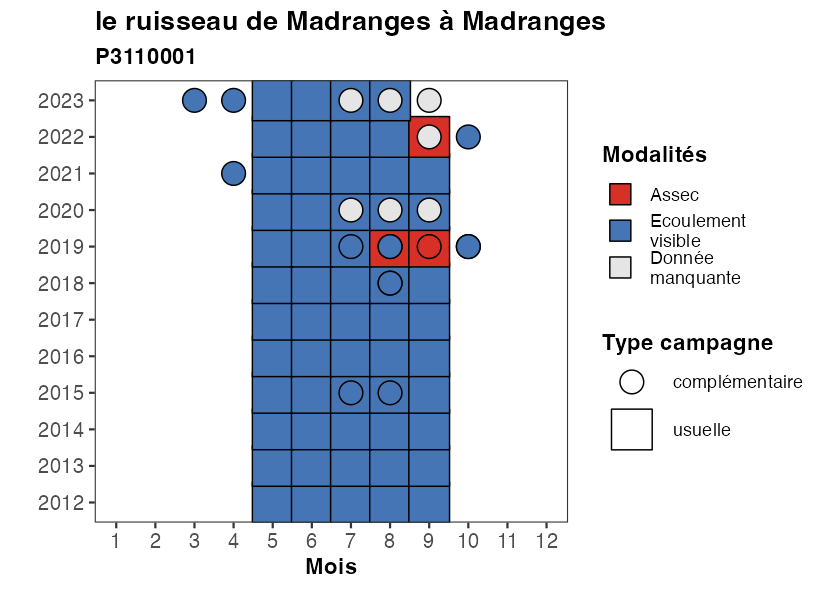 le ruisseau de Madranges à Madranges
P3110001
2023
2022
2021
2020
2019
2018
2017
2016
2015
2014
2013
2012
1 2 3 4 5 6 7 8 9 10 11 12
Mois
Modalités
Assec
Ecoulement
visible
Donnée
manquante
Type campagne
complémentaire
usuelle